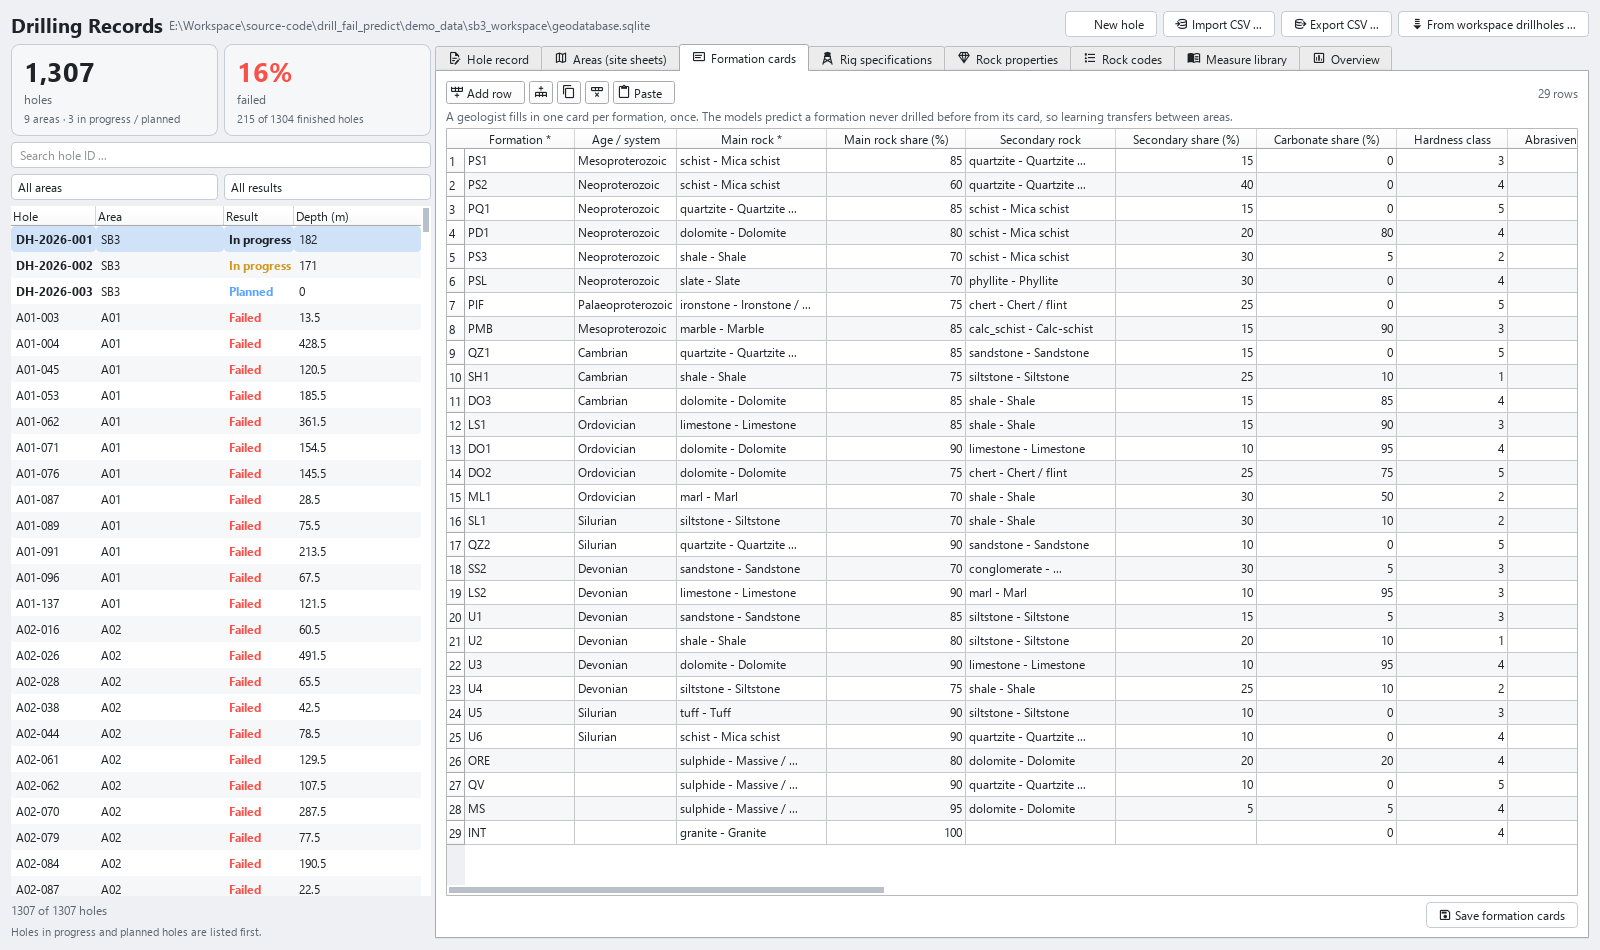 Drilling Records E:\Workspace\source-code\drill_fail_predict\demo_data\sb3_workspace\geodatabase.sqlite
New hole
Import CSV ...
Export CSV ...
From workspace drillholes ...
1,307
holes
9 areas · 3 in progress / planned
16%
failed
215 of 1304 finished holes
Search hole ID ...
All areas
All results
Hole Area Result Depth (m)
DH-2026-001 SB3 In progress 182
DH-2026-002 SB3 In progress 171
DH-2026-003 SB3 Planned 0
A01-003 A01 Failed 13.5
A01-004 A01 Failed 428.5
A01-045 A01 Failed 120.5
A01-053 A01 Failed 185.5
A01-062 A01 Failed 361.5
A01-071 A01 Failed 154.5
A01-076 A01 Failed 145.5
A01-087 A01 Failed 28.5
A01-089 A01 Failed 75.5
A01-091 A01 Failed 213.5
A01-096 A01 Failed 67.5
A01-137 A01 Failed 121.5
A02-016 A02 Failed 60.5
A02-026 A02 Failed 491.5
A02-028 A02 Failed 65.5
A02-038 A02 Failed 42.5
A02-044 A02 Failed 78.5
A02-061 A02 Failed 129.5
A02-062 A02 Failed 107.5
A02-070 A02 Failed 287.5
A02-079 A02 Failed 77.5
A02-084 A02 Failed 190.5
A02-087 A02 Failed 22.5
1307 of 1307 holes
Holes in progress and planned holes are listed first.
Hole record
Areas (site sheets)
Formation cards
Rig specifications
Rock properties
Rock codes
Measure library
Overview
Add row
Paste
29 rows
A geologist fills in one card per formation, once. The models predict a formation never drilled before from its card, so learning transfers between areas.
Formation * Age / system Main rock * Main rock share (%) Secondary rock Secondary share (%) Carbonate share (%) Hardness class Abrasiven
1 PS1 Mesoproterozoic schist - Mica schist 85 quartzite - Quartzite ... 15 0 3
2 PS2 Neoproterozoic schist - Mica schist 60 quartzite - Quartzite ... 40 0 4
3 PQ1 Neoproterozoic quartzite - Quartzite ... 85 schist - Mica schist 15 0 5
4 PD1 Neoproterozoic dolomite - Dolomite 80 schist - Mica schist 20 80 4
5 PS3 Neoproterozoic shale - Shale 70 schist - Mica schist 30 5 2
6 PSL Neoproterozoic slate - Slate 70 phyllite - Phyllite 30 0 4
7 PIF Palaeoproterozoic ironstone - Ironstone / ... 75 chert - Chert / flint 25 0 5
8 PMB Mesoproterozoic marble - Marble 85 calc_schist - Calc-schist 15 90 3
9 QZ1 Cambrian quartzite - Quartzite ... 85 sandstone - Sandstone 15 0 5
10 SH1 Cambrian shale - Shale 75 siltstone - Siltstone 25 10 1
11 DO3 Cambrian dolomite - Dolomite 85 shale - Shale 15 85 4
12 LS1 Ordovician limestone - Limestone 85 shale - Shale 15 90 3
13 DO1 Ordovician dolomite - Dolomite 90 limestone - Limestone 10 95 4
14 DO2 Ordovician dolomite - Dolomite 75 chert - Chert / flint 25 75 5
15 ML1 Ordovician marl - Marl 70 shale - Shale 30 50 2
16 SL1 Silurian siltstone - Siltstone 70 shale - Shale 30 10 2
17 QZ2 Silurian quartzite - Quartzite ... 90 sandstone - Sandstone 10 0 5
18 SS2 Devonian sandstone - Sandstone 70 conglomerate - ... 30 5 3
19 LS2 Devonian limestone - Limestone 90 marl - Marl 10 95 3
20 U1 Devonian sandstone - Sandstone 85 siltstone - Siltstone 15 5 3
21 U2 Devonian shale - Shale 80 siltstone - Siltstone 20 10 1
22 U3 Devonian dolomite - Dolomite 90 limestone - Limestone 10 95 4
23 U4 Devonian siltstone - Siltstone 75 shale - Shale 25 10 2
24 U5 Silurian tuff - Tuff 90 siltstone - Siltstone 10 0 3
25 U6 Silurian schist - Mica schist 90 quartzite - Quartzite ... 10 0 4
26 ORE sulphide - Massive / ... 80 dolomite - Dolomite 20 20 4
27 QV sulphide - Massive / ... 90 quartzite - Quartzite ... 10 0 5
28 MS sulphide - Massive / ... 95 dolomite - Dolomite 5 5 4
29 INT granite - Granite 100 0 4
Save formation cards